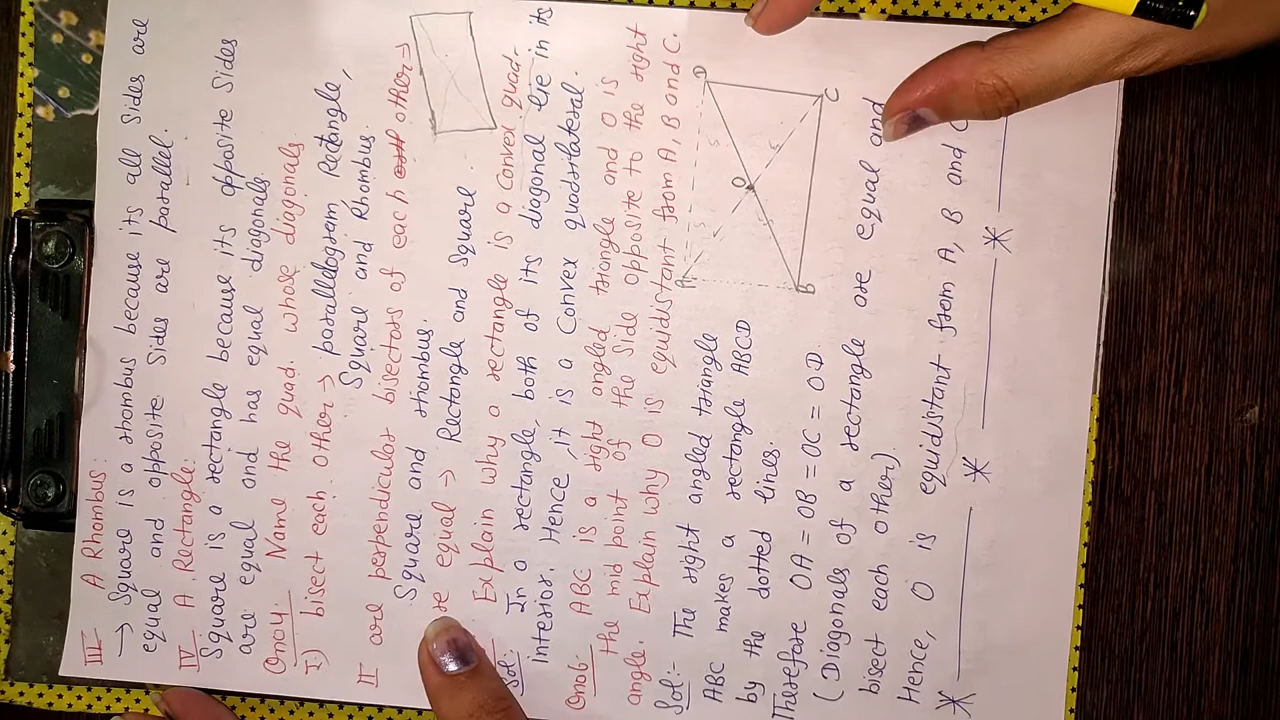 III A Rhombus.
→ Square is a rhombus because its all sides are
equal and opposite sides are parallel.
IV A Rectangle.
Square is a rectangle because its opposite sides
are equal and has equal diagonals.
Name the quad. whose diagonals
I) bisect each other → parallelogram, Rectangle,
Square and Rhombus.
II are perpendicular bisectors of each other →
Square and rhombus.
equal → Rectangle and Square.
Explain why a rectangle is a Convex quad.
Sol: In a rectangle, both of its diagonal lie in its
interior. Hence, it is a Convex quadrilateral.
ABC is a right angled triangle and O is
the mid point of the side opposite to the right
angle. Explain why O is equidistant from A, B and C.
Sol:- The right angled triangle
ABC makes a rectangle ABCD
by the dotted lines.
Therefore OA = OB = OC = OD.
(Diagonals of a rectangle are equal and
bisect each other).
Hence, O is equidistant from A, B and C
A
B
C
D
O